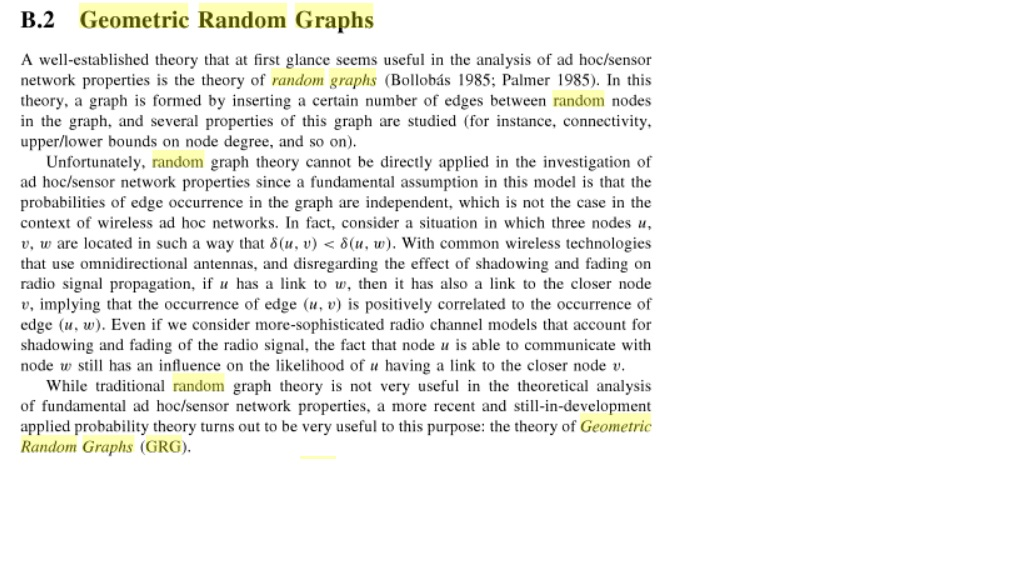 B.2 Geometric Random Graphs
A well-established theory that at first glance seems useful in the analysis of ad hoc/sensor
network properties is the theory of random graphs (Bollobás 1985; Palmer 1985). In this
theory, a graph is formed by inserting a certain number of edges between random nodes
in the graph, and several properties of this graph are studied (for instance, connectivity,
upper/lower bounds on node degree, and so on).
Unfortunately, random graph theory cannot be directly applied in the investigation of
ad hoc/sensor network properties since a fundamental assumption in this model is that the
probabilities of edge occurrence in the graph are independent, which is not the case in the
context of wireless ad hoc networks. In fact, consider a situation in which three nodes u,
v, w are located in such a way that δ(u, v) < δ(u, w). With common wireless technologies
that use omnidirectional antennas, and disregarding the effect of shadowing and fading on
radio signal propagation, if u has a link to w, then it has also a link to the closer node
v, implying that the occurrence of edge (u, v) is positively correlated to the occurrence of
edge (u, w). Even if we consider more-sophisticated radio channel models that account for
shadowing and fading of the radio signal, the fact that node u is able to communicate with
node w still has an influence on the likelihood of u having a link to the closer node v.
While traditional random graph theory is not very useful in the theoretical analysis
of fundamental ad hoc/sensor network properties, a more recent and still-in-development
applied probability theory turns out to be very useful to this purpose: the theory of Geometric
Random Graphs (GRG).